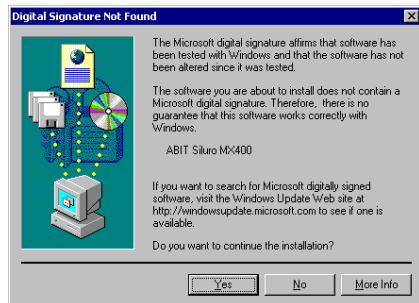 Digital Signature Not Found
The Microsoft digital signature affirms that software has
been tested with Windows and that the software has not
been altered since it was tested.
The software you are about to install does not contain a
Microsoft digital signature. Therefore, there is no
guarantee that this software works correctly with
Windows.
ABIT Siluro MX400
If you want to search for Microsoft digitally signed
software, visit the Windows Update Web site at
http://windowsupdate.microsoft.com to see if one is
available.
Do you want to continue the installation?
Yes No More Info